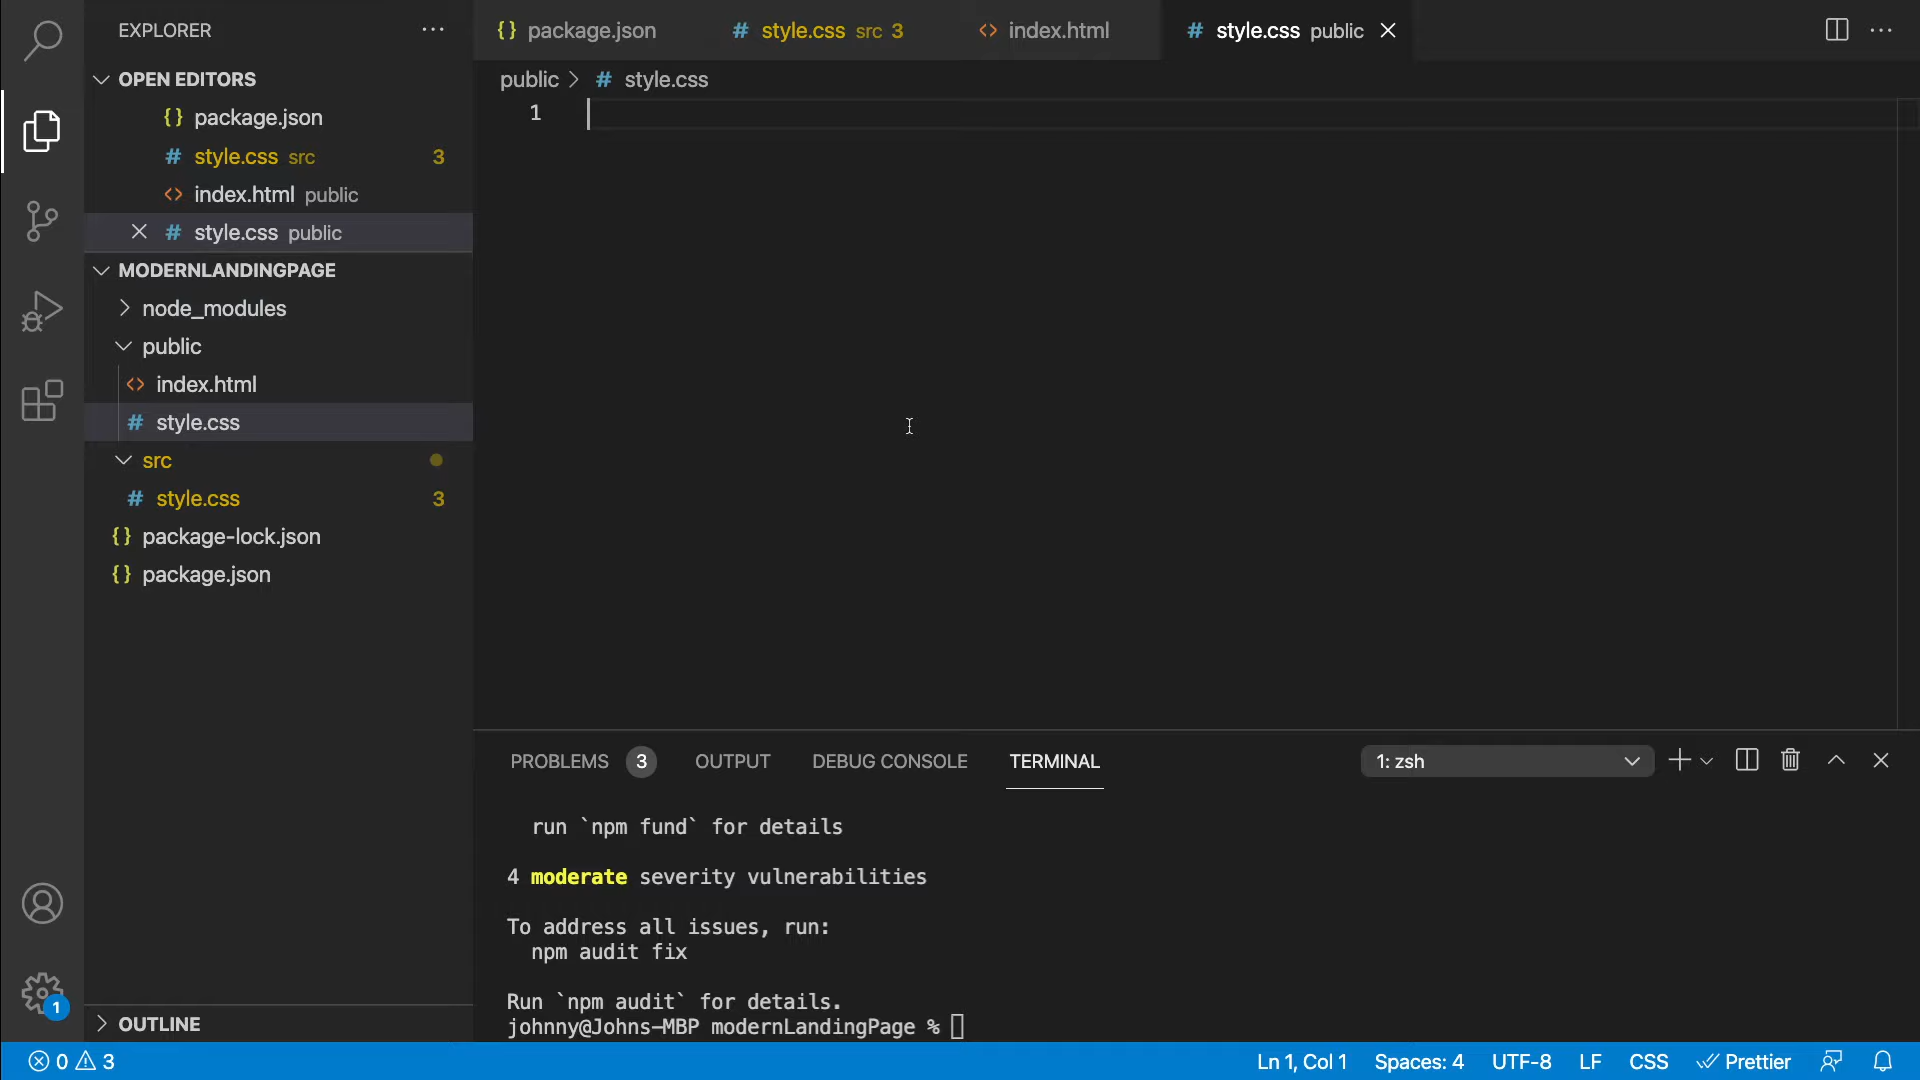 EXPLORER
OPEN EDITORS
package.json
style.css src 3
index.html public
style.css public
MODERNLANDINGPAGE
node_modules
public
index.html
style.css
src
style.css 3
package-lock.json
package.json
OUTLINE
{} package.json
# style.css src 3
<> index.html
# style.css public
public > # style.css
1
PROBLEMS 3 OUTPUT DEBUG CONSOLE TERMINAL
1: zsh
run `npm fund` for details
4 moderate severity vulnerabilities
To address all issues, run:
npm audit fix
Run `npm audit` for details.
johnny@Johns-MBP modernLandingPage %
1
0 3
Ln 1, Col 1 Spaces: 4 UTF-8 LF CSS Prettier